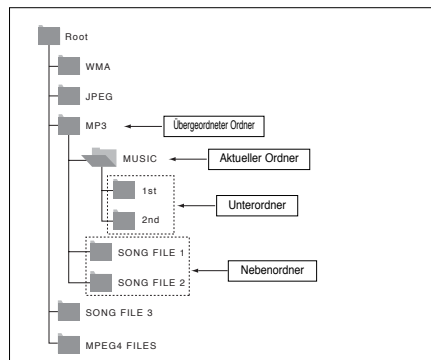 Root
WMA
JPEG
MP3
Übergeordneter Ordner
MUSIC
Aktueller Ordner
1st
2nd
Unterordner
SONG FILE 1
SONG FILE 2
Nebenordner
SONG FILE 3
MPEG4 FILES